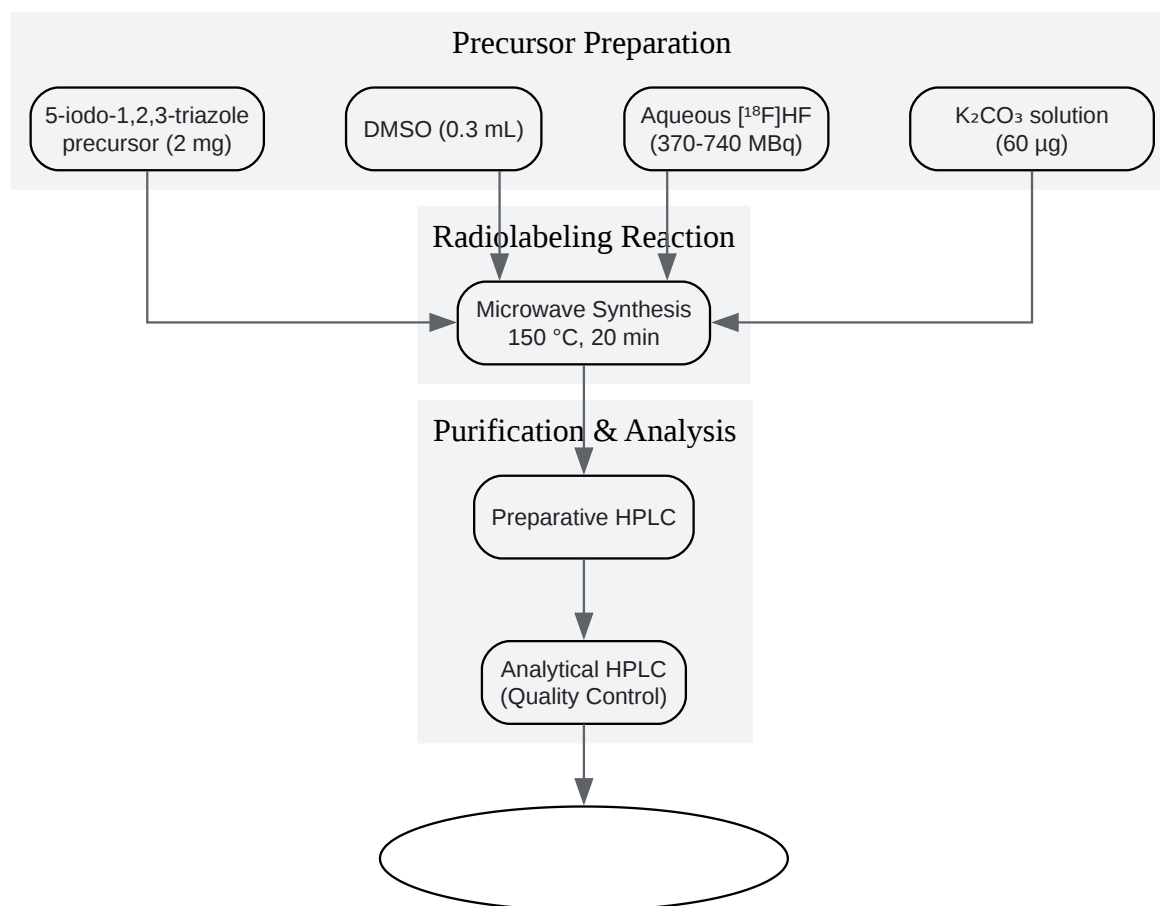 Precursor Preparation
5-iodo-1,2,3-triazole
precursor (2 mg)
DMSO (0.3 mL)
Aqueous [¹⁸F]HF
(370-740 MBq)
K₂CO₃ solution
(60 µg)
Radiolabeling Reaction
Microwave Synthesis
150 °C, 20 min
Purification & Analysis
Preparative HPLC
Analytical HPLC
(Quality Control)